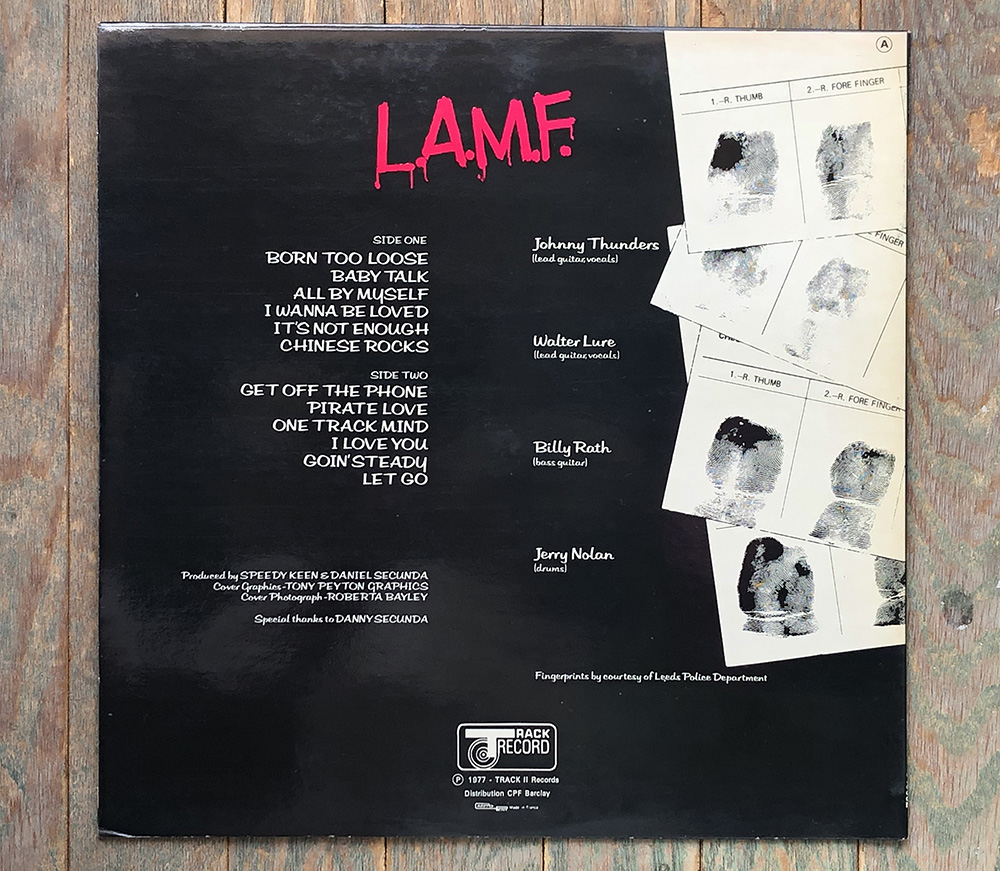 A
1.-R. THUMB
2.-R. FORE FINGER
L.A.M.F.
SIDE ONE
BORN TOO LOOSE
BABY TALK
ALL BY MYSELF
I WANNA BE LOVED
IT'S NOT ENOUGH
CHINESE ROCKS
SIDE TWO
GET OFF THE PHONE
PIRATE LOVE
ONE TRACK MIND
I LOVE YOU
GOIN' STEADY
LET GO
Produced by SPEEDY KEEN & DANIEL SECUNDA
Cover Graphics-TONY PEYTON GRAPHICS
Cover Photograph-ROBERTA BAYLEY
Special thanks to DANNY SECUNDA
Johnny Thunders
(lead guitar, vocals)
Walter Lure
(lead guitar, vocals)
Billy Rath
(bass guitar)
Jerry Nolan
(drums)
FINGER
1.-R. THUMB
2.-R. FORE FINGER
Fingerprints by courtesy of Leeds Police Department
TRACK
RECORD
℗ 1977 - TRACK II Records
Distribution CPF Barclay
Made in France